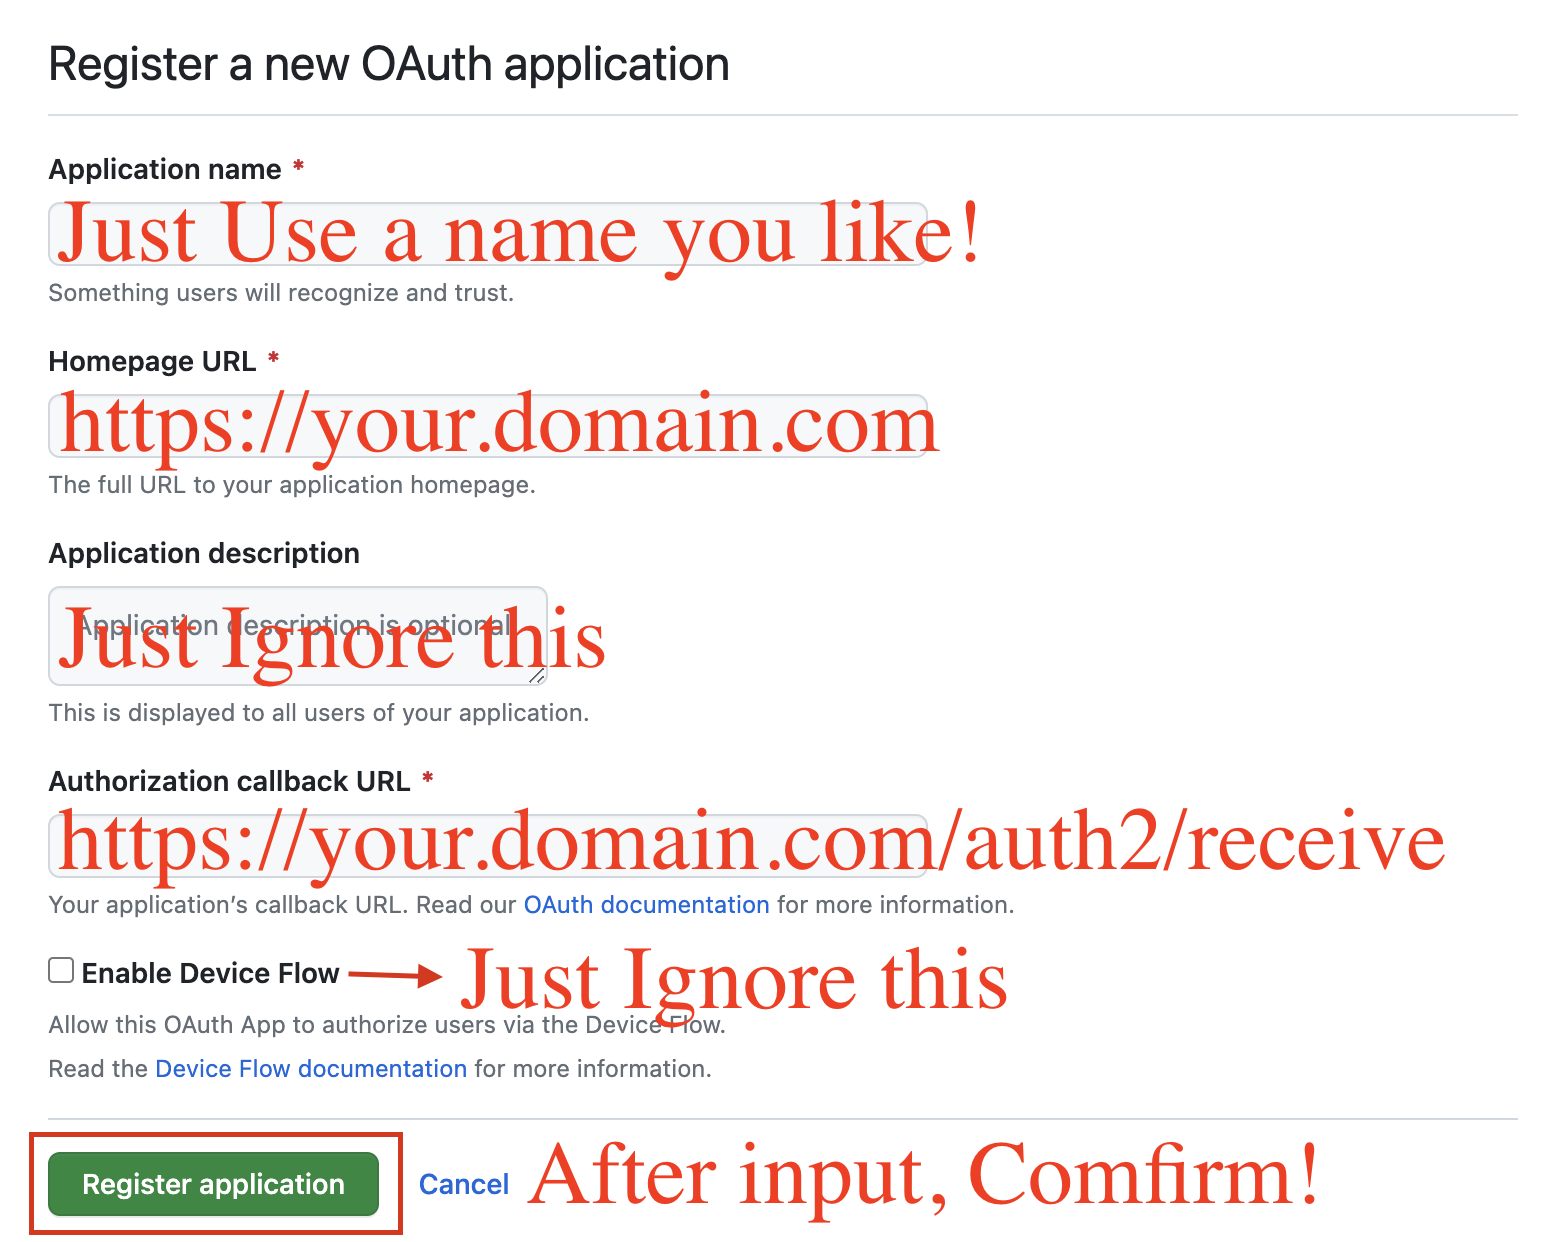 Register a new OAuth application
Application name *
Just Use a name you like!
Something users will recognize and trust.
Homepage URL *
https://your.domain.com
The full URL to your application homepage.
Application description
Application description is optional
Just Ignore this
This is displayed to all users of your application.
Authorization callback URL *
https://your.domain.com/auth2/receive
Your application’s callback URL. Read our OAuth documentation for more information.
Enable Device Flow
Just Ignore this
Allow this OAuth App to authorize users via the Device Flow.
Read the Device Flow documentation for more information.
Register application Cancel After input, Comfirm!